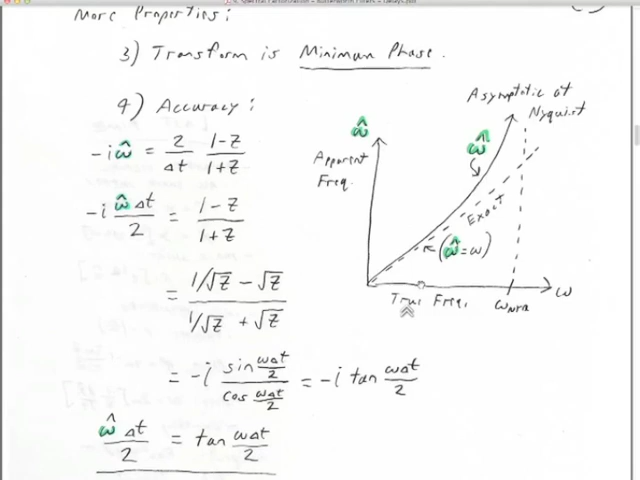 More Properties:
3) Transform is Minimum Phase.
4) Accuracy:
-iω̂ = 2/Δt (1-Z)/(1+Z)
-i ω̂Δt/2 = (1-Z)/(1+Z)
= (1/√Z - √Z)/(1/√Z + √Z)
= -i (sin ωΔt/2)/(cos ωΔt/2) = -i tan ωΔt/2
ω̂Δt/2 = tan ωΔt/2
Asymptotic at
Nyquist
ω̂
Apparent
Freq.
ω̂
Exact
(ω̂=ω)
True Freq.
ω